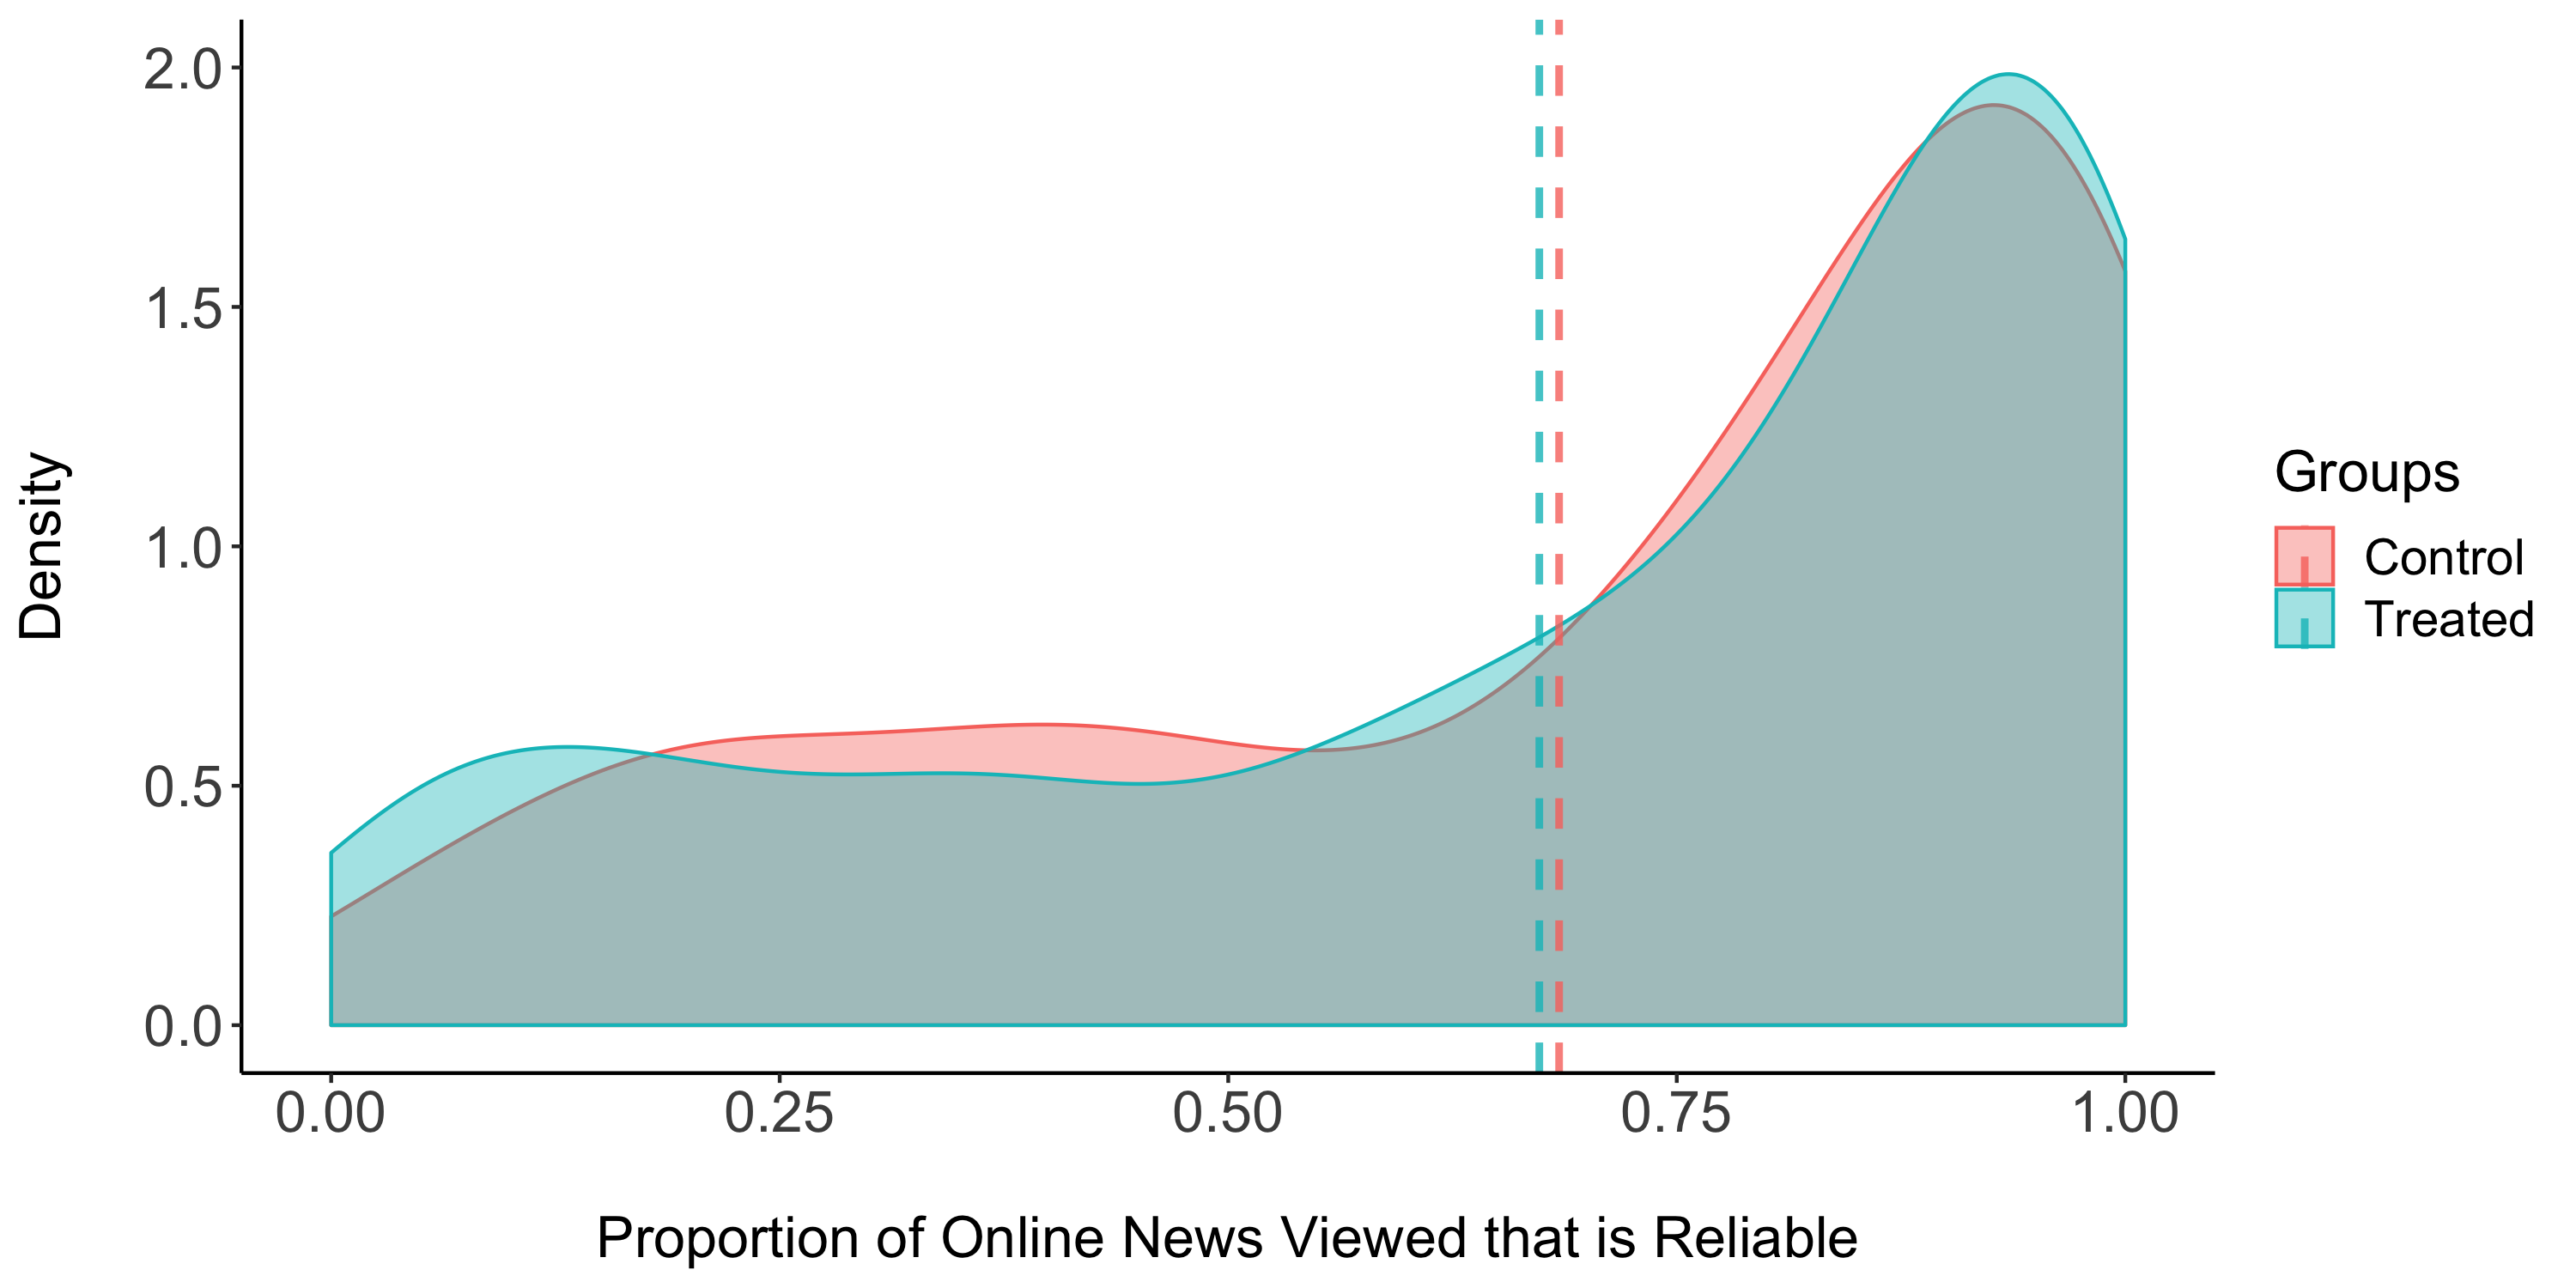 2.0
1.5
1.0
0.5
0.0
Density
0.00 0.25 0.50 0.75 1.00
Proportion of Online News Viewed that is Reliable
Groups
Control
Treated